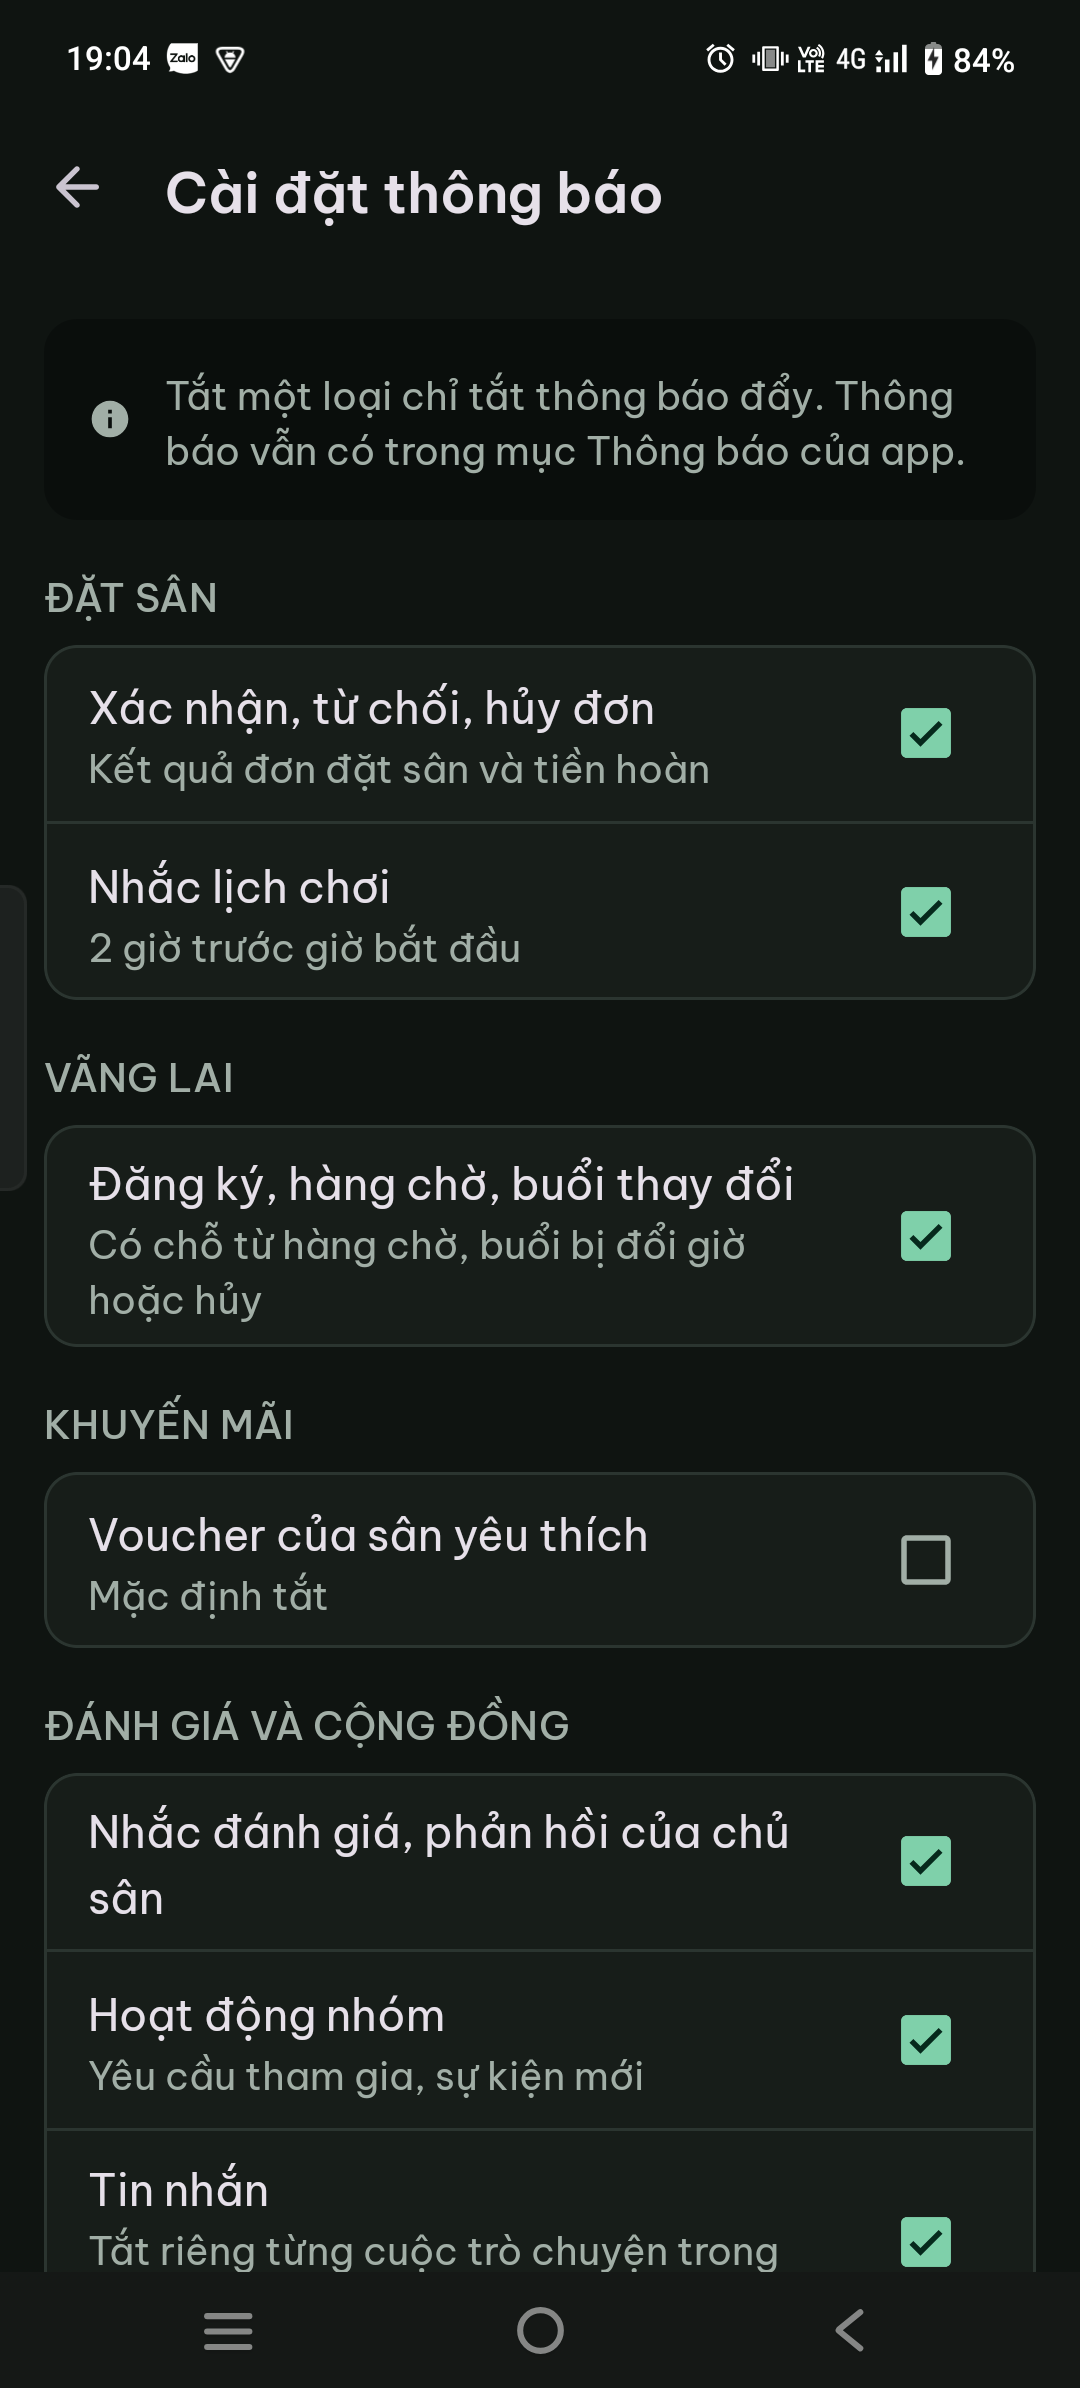 19:04 Zalo VoLTE 4G 84%
Cài đặt thông báo
Tắt một loại chỉ tắt thông báo đẩy. Thông
báo vẫn có trong mục Thông báo của app.
ĐẶT SÂN
Xác nhận, từ chối, hủy đơn
Kết quả đơn đặt sân và tiền hoàn
Nhắc lịch chơi
2 giờ trước giờ bắt đầu
VÃNG LAI
Đăng ký, hàng chờ, buổi thay đổi
Có chỗ từ hàng chờ, buổi bị đổi giờ
hoặc hủy
KHUYẾN MÃI
Voucher của sân yêu thích
Mặc định tắt
ĐÁNH GIÁ VÀ CỘNG ĐỒNG
Nhắc đánh giá, phản hồi của chủ
sân
Hoạt động nhóm
Yêu cầu tham gia, sự kiện mới
Tin nhắn
Tắt riêng từng cuộc trò chuyện trong